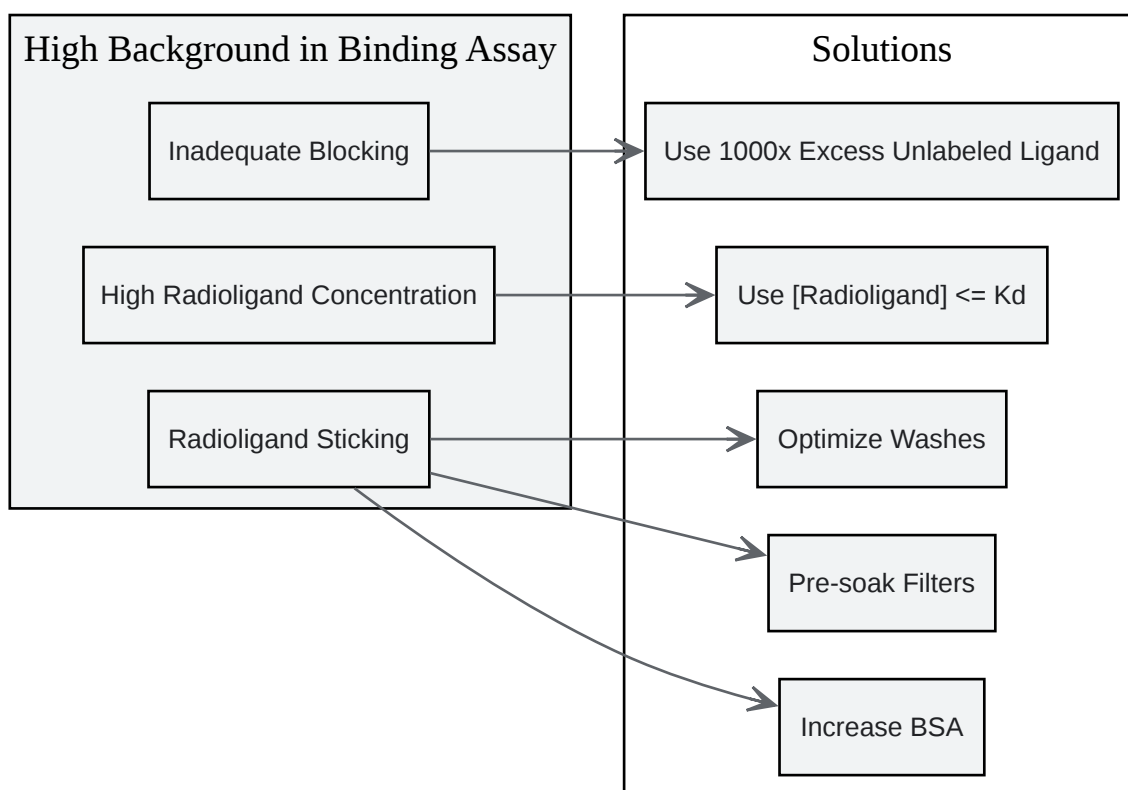 High Background in Binding Assay
Solutions
Inadequate Blocking
Use 1000x Excess Unlabeled Ligand
High Radioligand Concentration
Use [Radioligand] <= Kd
Radioligand Sticking
Optimize Washes
Pre-soak Filters
Increase BSA